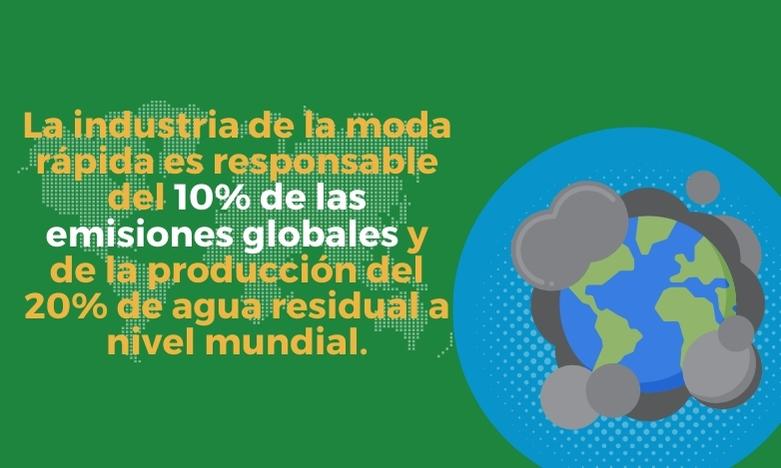 La industria de la moda
rápida es responsable
del 10% de las
emisiones globales y
de la producción del
20% de agua residual a
nivel mundial.